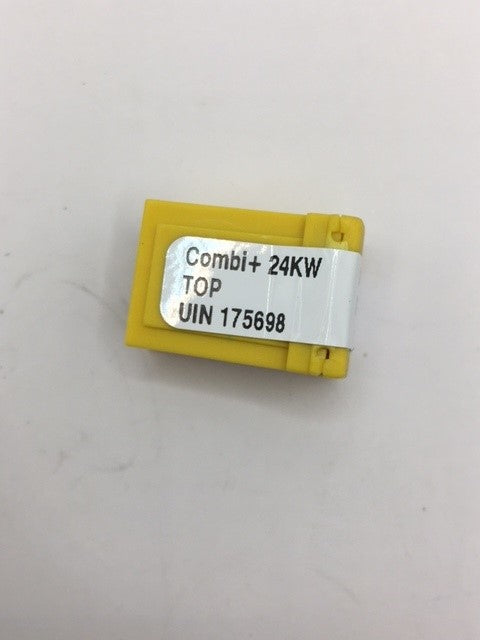 Combi+ 24KW
TOP
UIN 175698